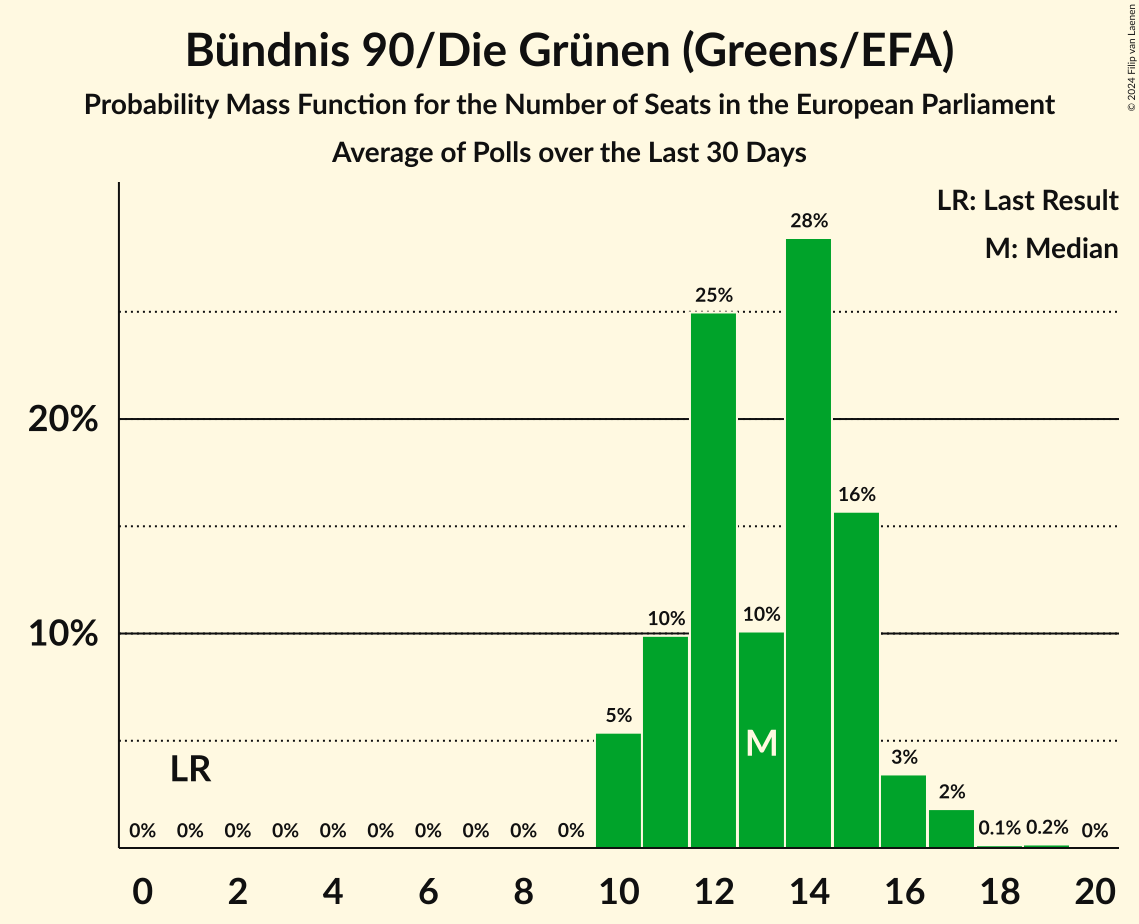 Bündnis 90/Die Grünen (Greens/EFA)
Probability Mass Function for the Number of Seats in the European Parliament
Average of Polls over the Last 30 Days
© 2024 Filip van Laenen
LR: Last Result
M: Median
28%
25%
20%
16%
10%
10%
10%
5%
M
3%
LR
2%
0% 0% 0% 0% 0% 0% 0% 0% 0% 0% 0.1% 0.2% 0%
0 2 4 6 8 10 12 14 16 18 20